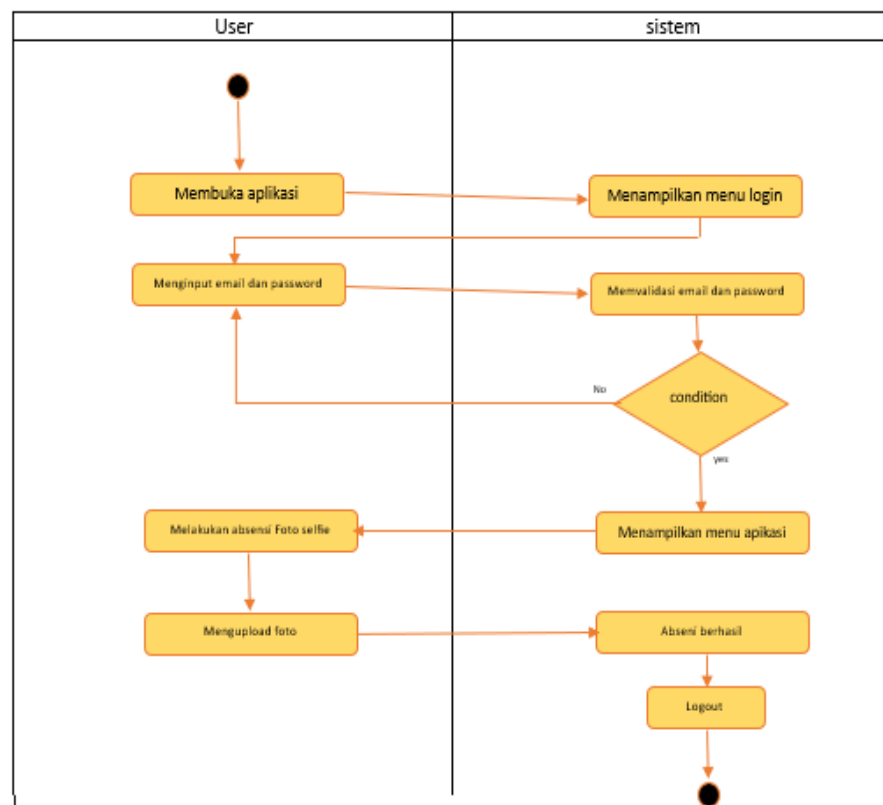 User
sistem
Membuka aplikasi
Menampilkan menu login
Menginput email dan password
Memvalidasi email dan password
condition
No
yes
Melakukan absensi Foto selfie
Menampilkan menu apikasi
Mengupload foto
Abseni berhasil
Logout